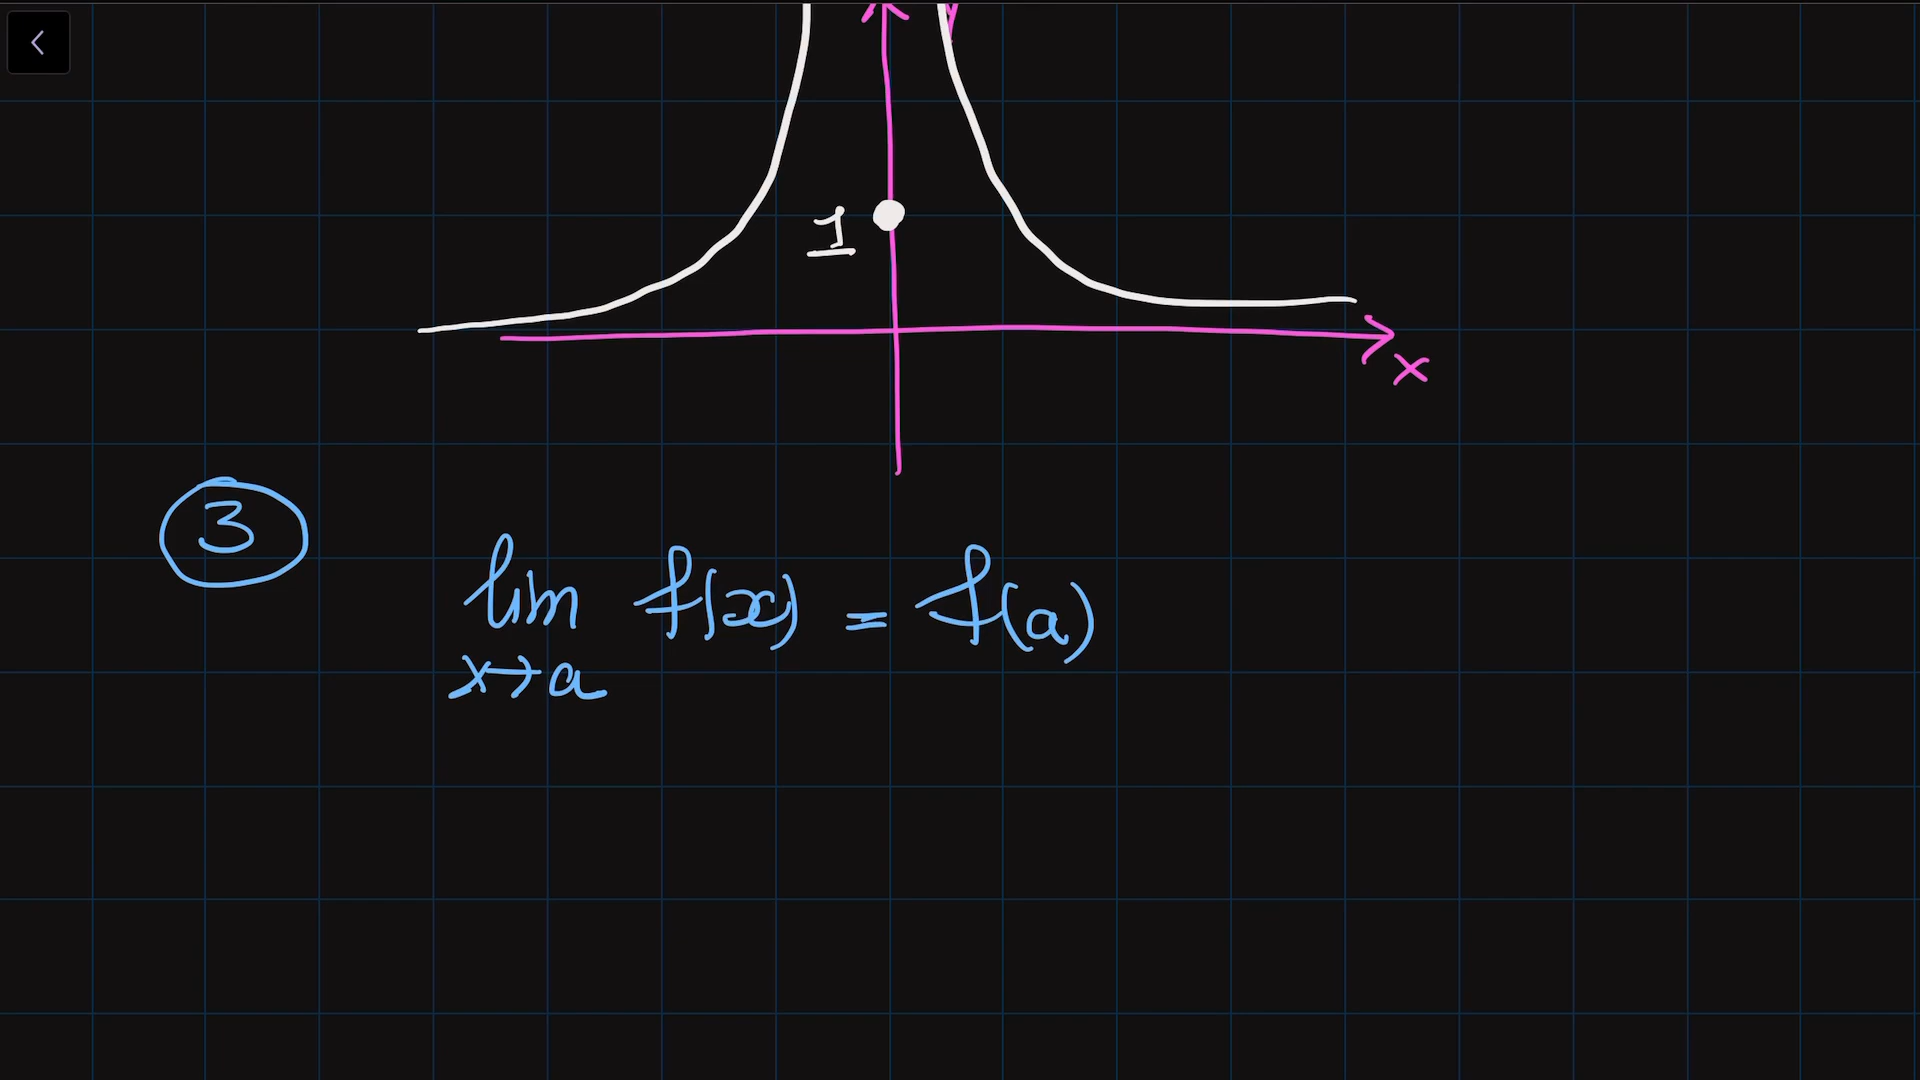 1
x
3
lim f(x) = f(a)
x→a